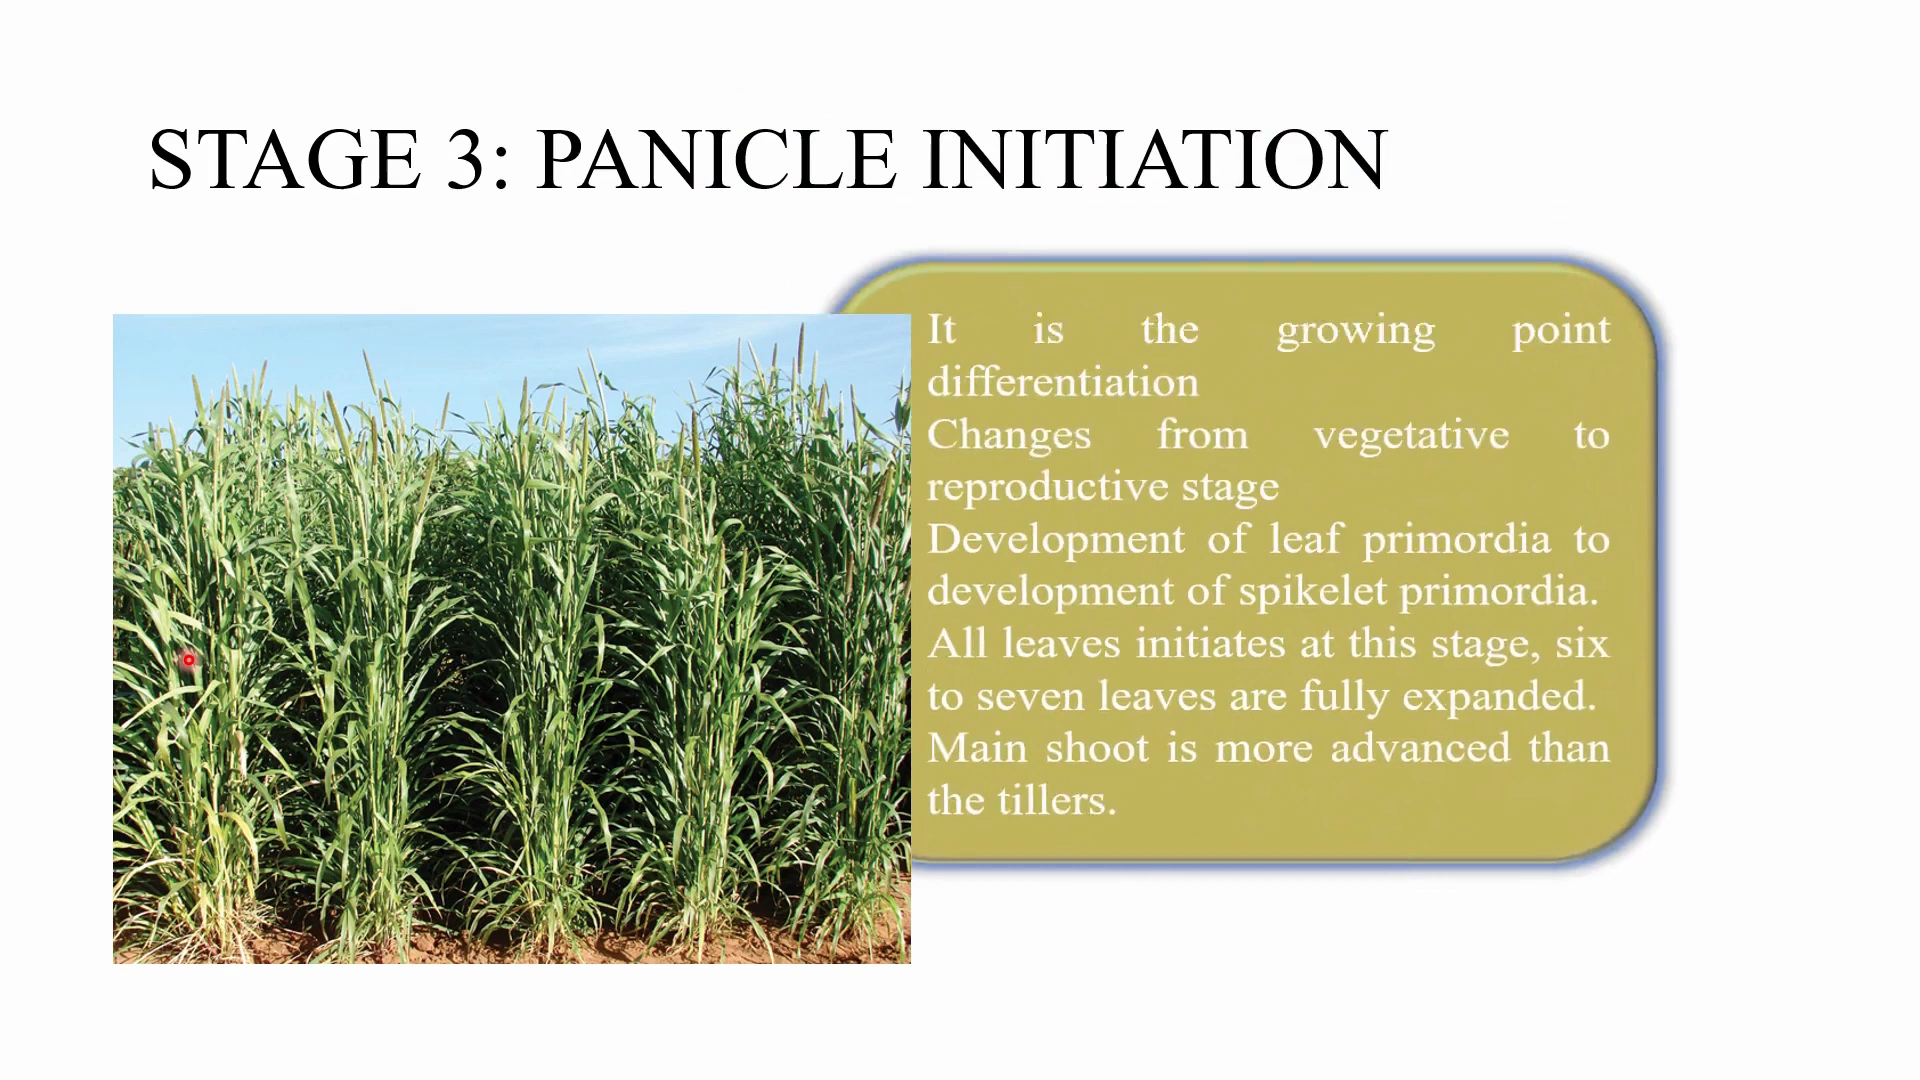 STAGE 3: PANICLE INITIATION
It is the growing point
differentiation
Changes from vegetative to
reproductive stage
Development of leaf primordia to
development of spikelet primordia.
All leaves initiates at this stage, six
to seven leaves are fully expanded.
Main shoot is more advanced than
the tillers.